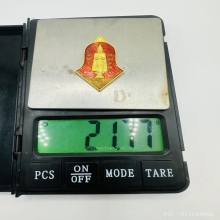 21.77
PCS
ON
OFF
MODE
TARE